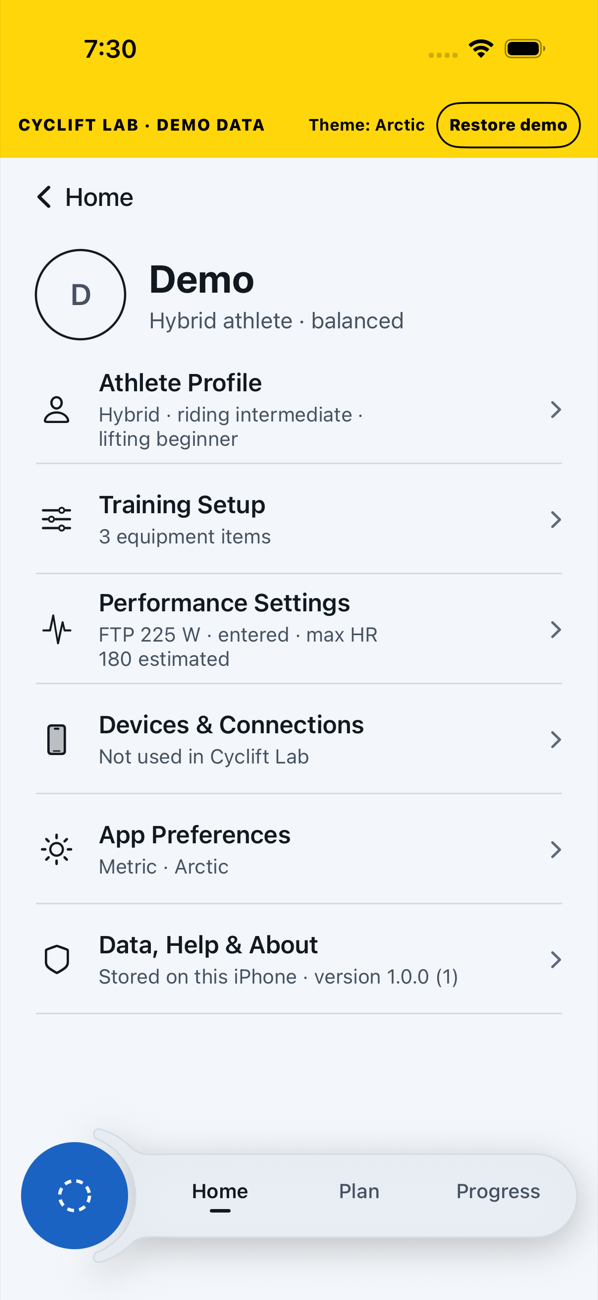 7:30
CYCLIFT LAB · DEMO DATA
Theme: Arctic
Restore demo
Home
D
Demo
Hybrid athlete · balanced
Athlete Profile
Hybrid · riding intermediate ·
lifting beginner
Training Setup
3 equipment items
Performance Settings
FTP 225 W · entered · max HR
180 estimated
Devices & Connections
Not used in Cyclift Lab
App Preferences
Metric · Arctic
Data, Help & About
Stored on this iPhone · version 1.0.0 (1)
Home
Plan
Progress